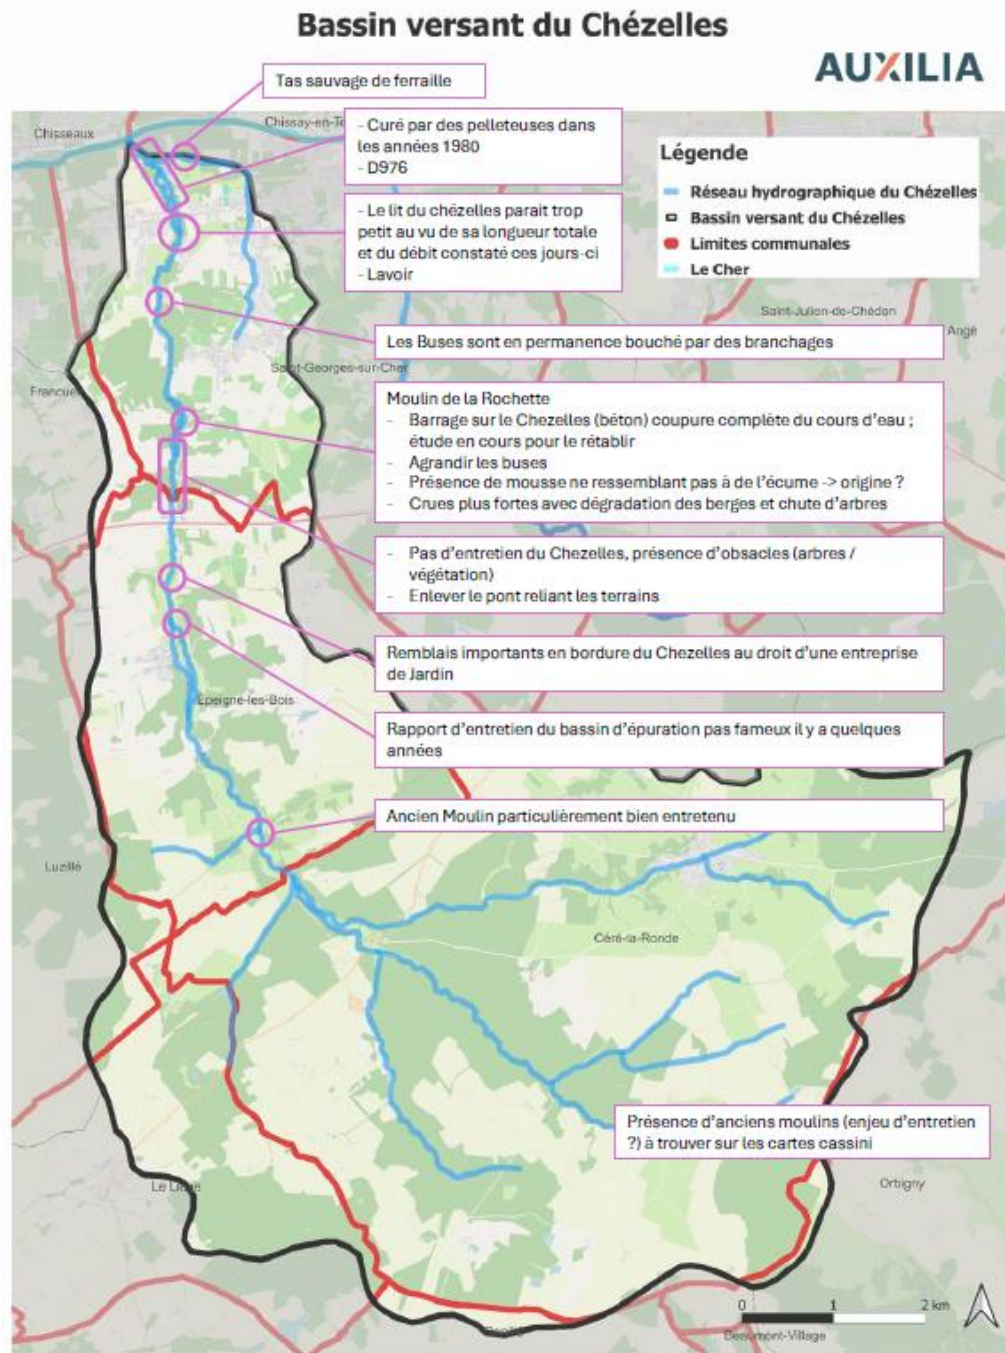 Bassin versant du Chézelles
AUXILIA
Tas sauvage de ferraille
Chisseaux
Chissay-en-To
- Curé par des pelleteuses dans
les années 1980
- D976
Légende
Réseau hydrographique du Chézelles
Bassin versant du Chézelles
Limites communales
Le Cher
- Le lit du chézelles parait trop
petit au vu de sa longueur totale
et du débit constaté ces jours-ci
- Lavoir
Saint-Julien-de-Chédon
Angé
Les Buses sont en permanence bouché par des branchages
Saint-Georges-sur-Cher
Francuei
Moulin de la Rochette
- Barrage sur le Chezelles (béton) coupure complète du cours d'eau ;
étude en cours pour le rétablir
- Agrandir les buses
- Présence de mousse ne ressemblant pas à de l'écume -> origine ?
- Crues plus fortes avec dégradation des berges et chute d'arbres
- Pas d'entretien du Chezelles, présence d'obsacles (arbres /
végétation)
- Enlever le pont reliant les terrains
Remblais importants en bordure du Chezelles au droit d'une entreprise
de Jardin
Épeigné-les-Bois
Rapport d'entretien du bassin d'épuration pas fameux il y a quelques
années
Ancien Moulin particulièrement bien entretenu
Luzillé
Céré-la-Ronde
Présence d'anciens moulins (enjeu d'entretien
?) à trouver sur les cartes cassini
Le Liège
Orbigny
0 1 2 km
Beaumont-Village